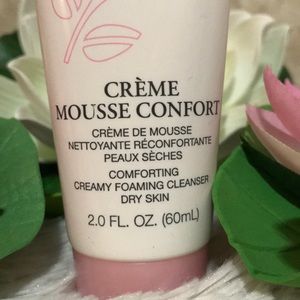 CRÈME
MOUSSE CONFORT
CRÈME DE MOUSSE
NETTOYANTE RÉCONFORTANTE
PEAUX SÈCHES
COMFORTING
CREAMY FOAMING CLEANSER
DRY SKIN
2.0 FL. OZ. (60mL)